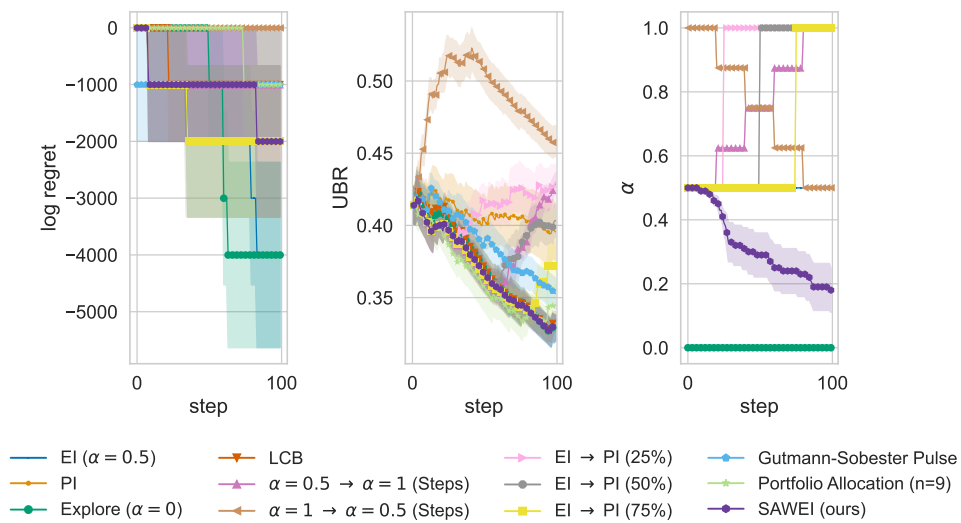 0
−1000
−2000
−3000
−4000
−5000
log regret
0
100
step
0.50
0.45
0.40
0.35
UBR
0
100
step
1.0
0.8
0.6
0.4
0.2
0.0
α
0
100
step
EI (α = 0.5)
PI
Explore (α = 0)
LCB
α = 0.5 → α = 1 (Steps)
α = 1 → α = 0.5 (Steps)
EI → PI (25%)
EI → PI (50%)
EI → PI (75%)
Gutmann-Sobester Pulse
Portfolio Allocation (n=9)
SAWEI (ours)